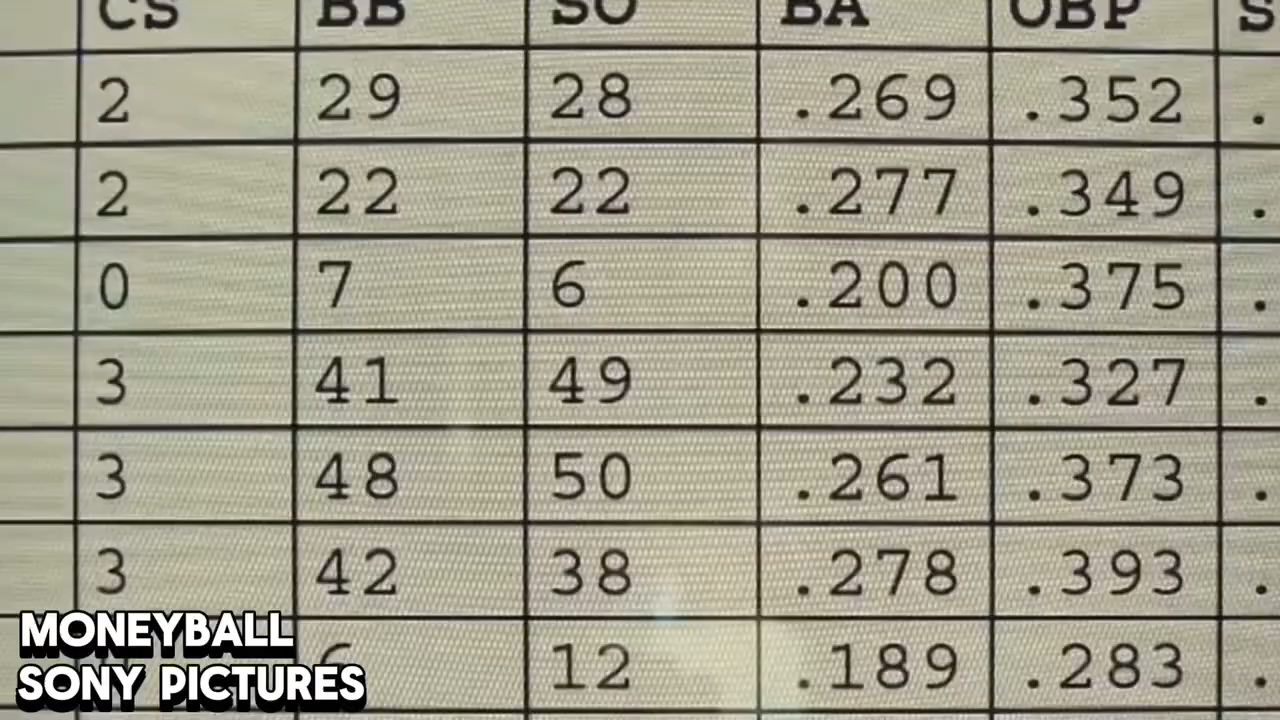 CS BB SO BA OBP S
2 29 28 .269 .352 .
2 22 22 .277 .349 .
0 7 6 .200 .375 .
3 41 49 .232 .327 .
3 48 50 .261 .373 .
3 42 38 .278 .393 .
6 12 .189 .283 .
MONEYBALL
SONY PICTURES